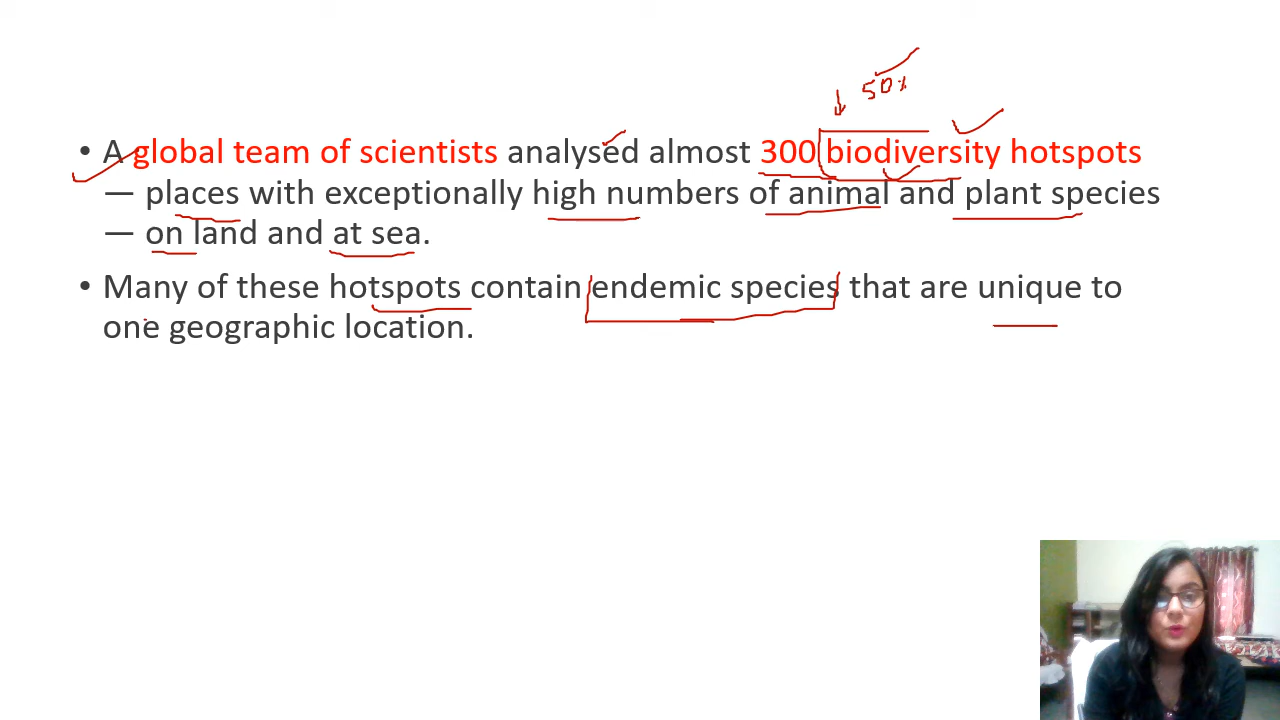 50%
• A global team of scientists analysed almost 300 biodiversity hotspots
— places with exceptionally high numbers of animal and plant species
— on land and at sea.
• Many of these hotspots contain endemic species that are unique to
one geographic location.